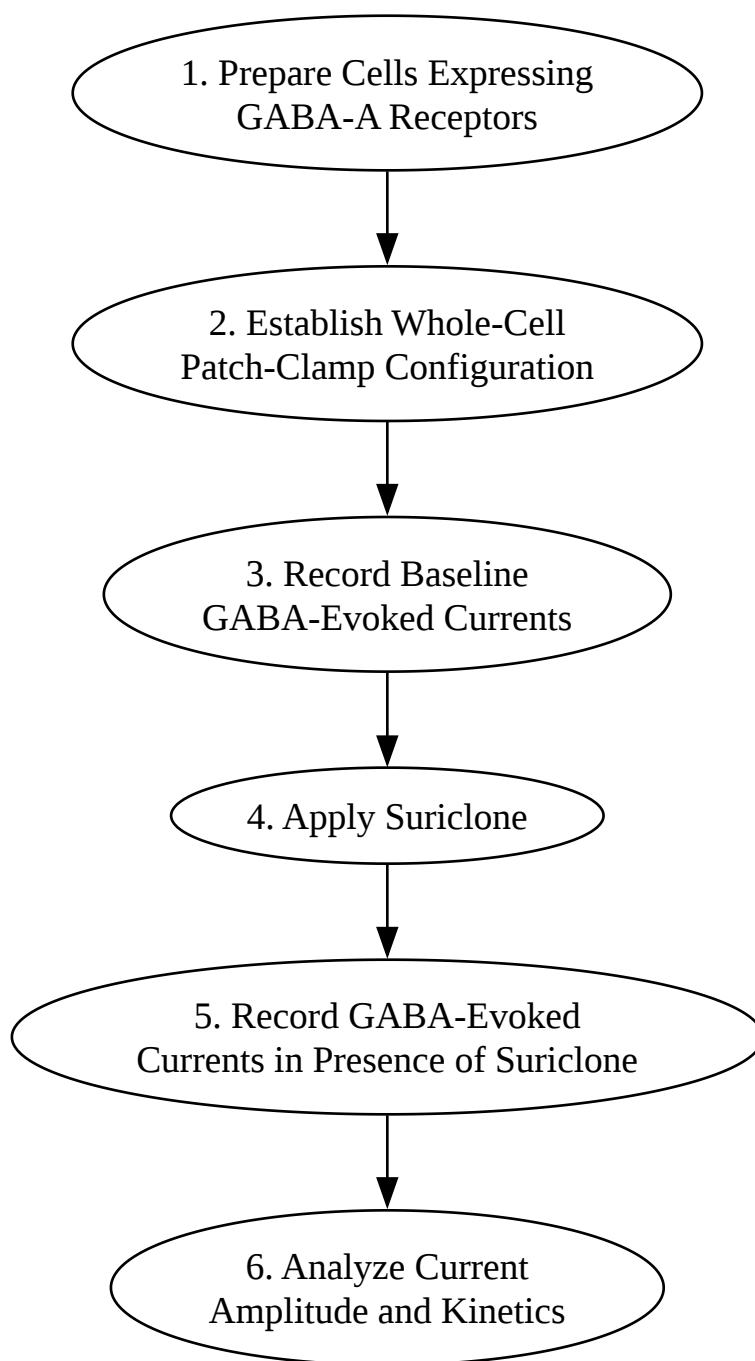 1. Prepare Cells Expressing
GABA-A Receptors
2. Establish Whole-Cell
Patch-Clamp Configuration
3. Record Baseline
GABA-Evoked Currents
4. Apply Suriclone
5. Record GABA-Evoked
Currents in Presence of Suriclone
6. Analyze Current
Amplitude and Kinetics